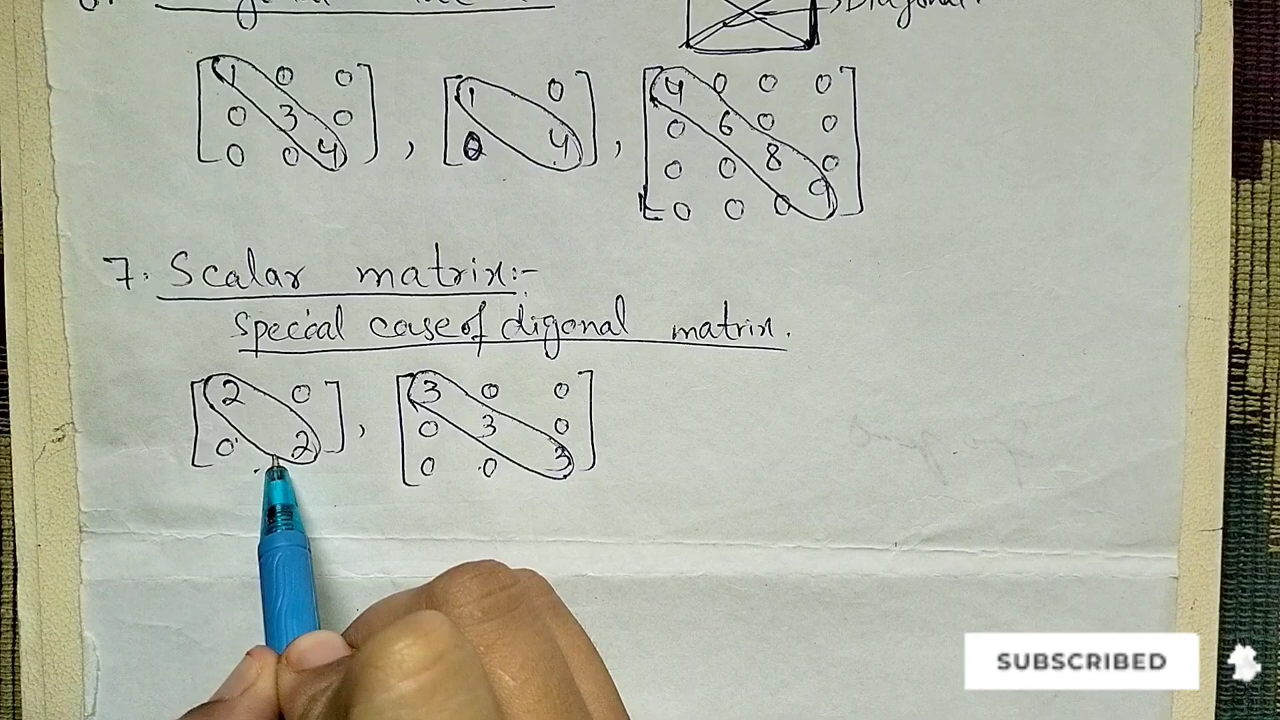 Diagonal
[1 0 0
0 3 0
0 0 4],
[1 0
0 4],
[4 0 0 0
0 6 0 0
0 0 8 0
0 0 0 9]
7. Scalar matrix:-
Special case of digonal matrix.
[2 0
0 2],
[3 0 0
0 3 0
0 0 3]
SUBSCRIBED